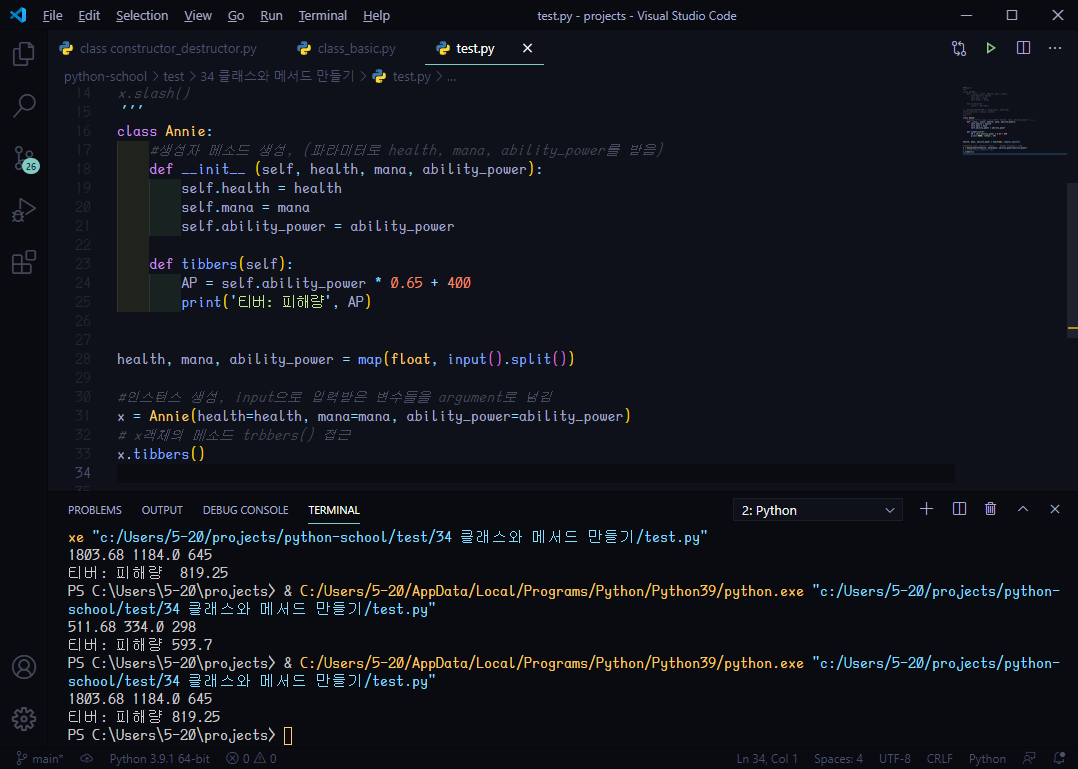 File Edit Selection View Go Run Terminal Help test.py - projects - Visual Studio Code
class constructor_destructor.py class_basic.py test.py
python-school > test > 34 클래스와 메서드 만들기 > test.py > ...
14 x.slash()
15 '''
16 class Annie:
17 #생성자 메소드 생성, (파라미터로 health, mana, ability_power를 받음)
18 def __init__ (self, health, mana, ability_power):
19 self.health = health
20 self.mana = mana
21 self.ability_power = ability_power
22
23 def tibbers(self):
24 AP = self.ability_power * 0.65 + 400
25 print('티버: 피해량', AP)
26
27
28 health, mana, ability_power = map(float, input().split())
29
30 #인스턴스 생성, input으로 입력받은 변수들을 argument로 넘김
31 x = Annie(health=health, mana=mana, ability_power=ability_power)
32 # x객체의 메소드 trbbers() 접근
33 x.tibbers()
34
35
26
PROBLEMS OUTPUT DEBUG CONSOLE TERMINAL 2: Python
xe "c:/Users/5-20/projects/python-school/test/34 클래스와 메서드 만들기/test.py"
1803.68 1184.0 645
티버: 피해량  819.25
PS C:\Users\5-20\projects> & C:/Users/5-20/AppData/Local/Programs/Python/Python39/python.exe "c:/Users/5-20/projects/python-
school/test/34 클래스와 메서드 만들기/test.py"
511.68 334.0 298
티버: 피해량 593.7
PS C:\Users\5-20\projects> & C:/Users/5-20/AppData/Local/Programs/Python/Python39/python.exe "c:/Users/5-20/projects/python-
school/test/34 클래스와 메서드 만들기/test.py"
1803.68 1184.0 645
티버: 피해량 819.25
PS C:\Users\5-20\projects>
main* Python 3.9.1 64-bit 0 0 Ln 34, Col 1 Spaces: 4 UTF-8 CRLF Python